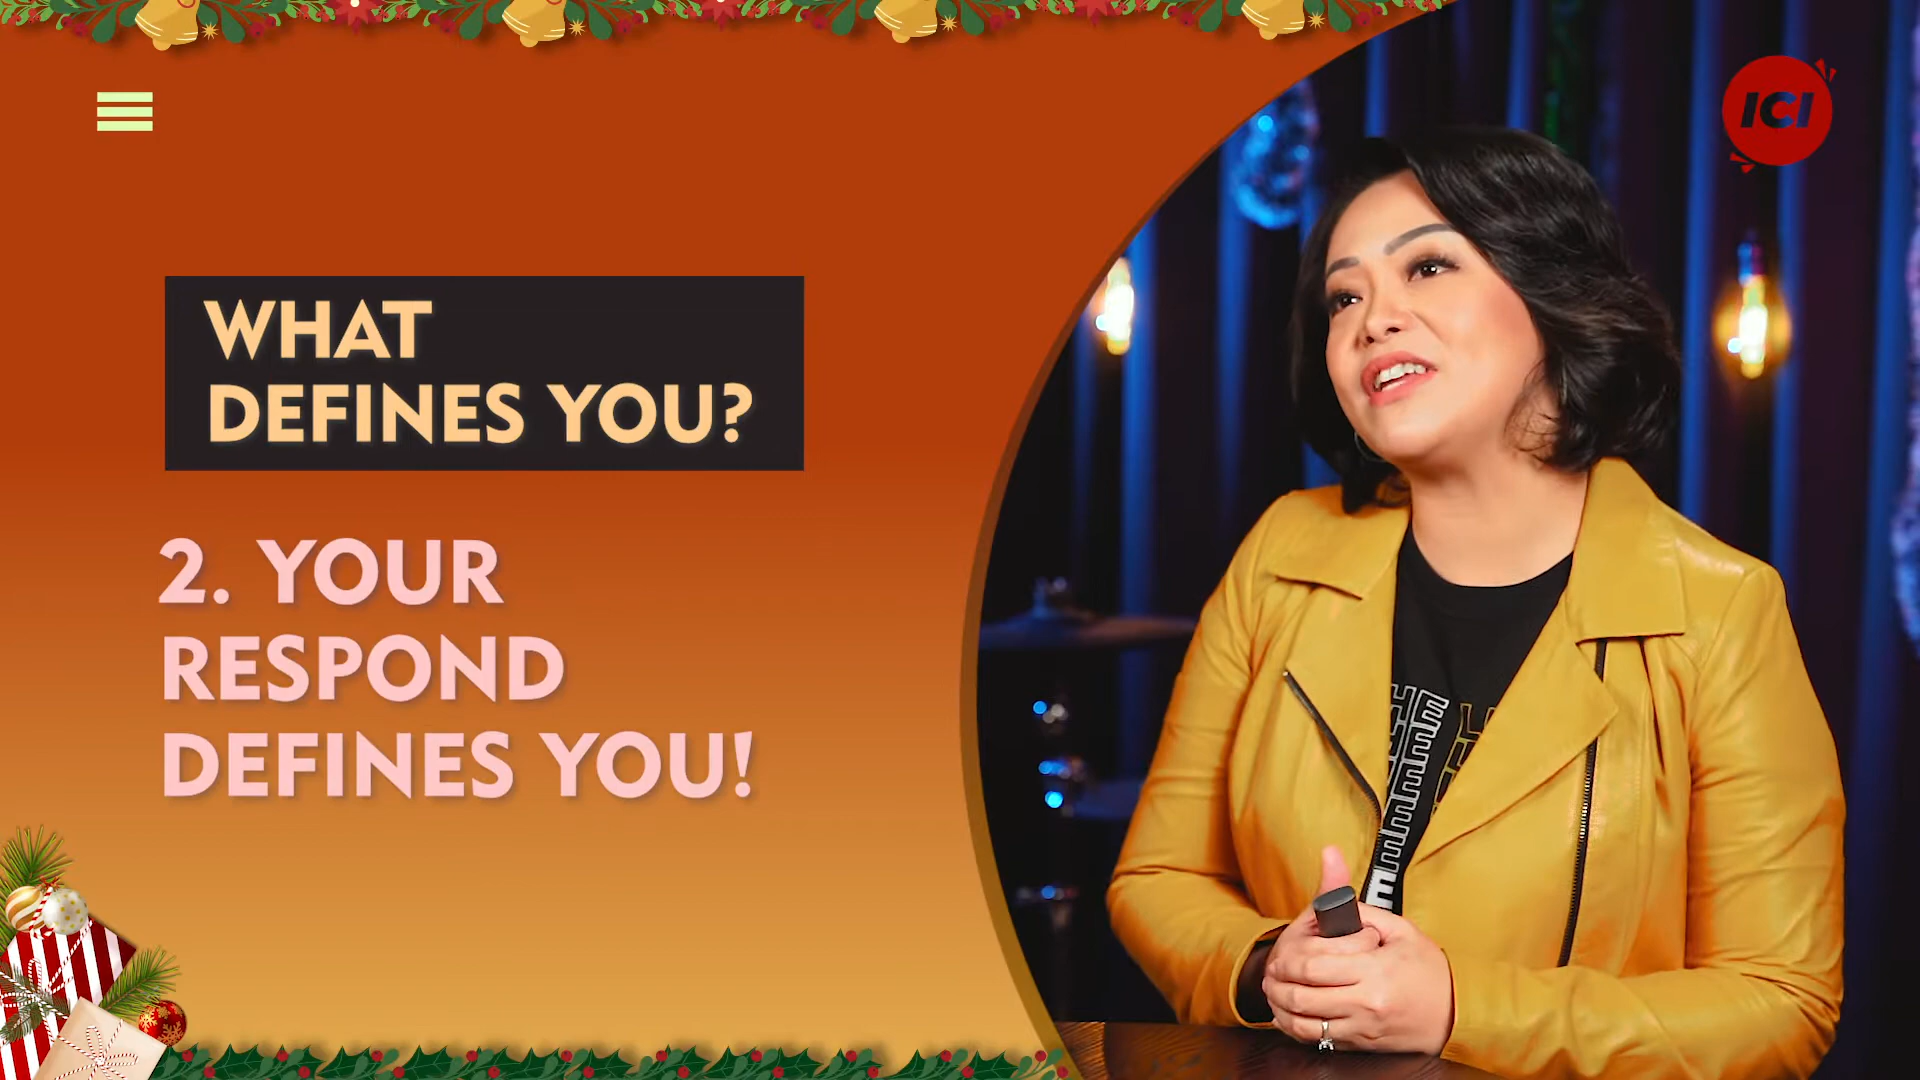 ICI
WHAT
DEFINES YOU?
2. YOUR
RESPOND
DEFINES YOU!